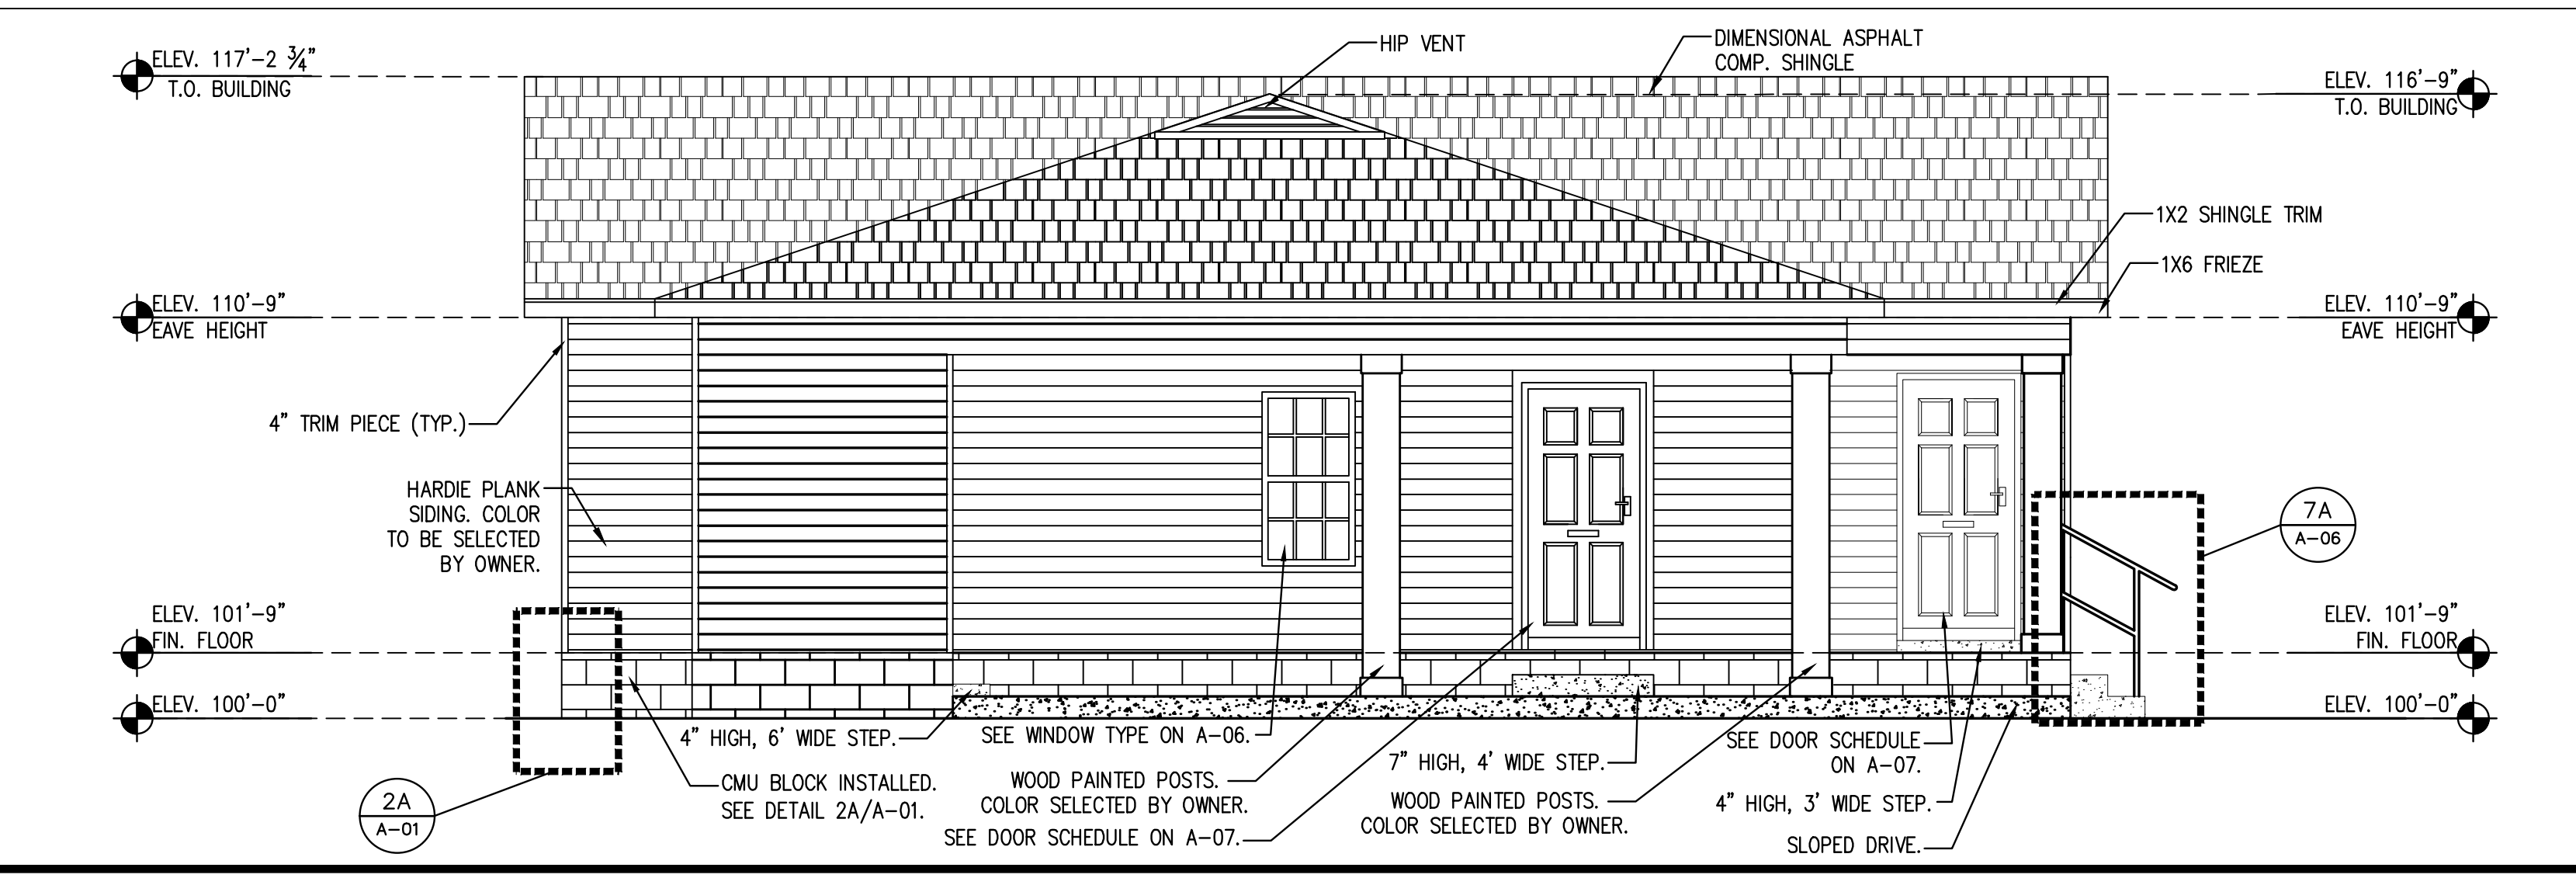 HIP VENT
DIMENSIONAL ASPHALT
COMP. SHINGLE
ELEV. 117'-2 3/4"
T.O. BUILDING
ELEV. 116'-9"
T.O. BUILDING
1X2 SHINGLE TRIM
1X6 FRIEZE
ELEV. 110'-9"
EAVE HEIGHT
ELEV. 110'-9"
EAVE HEIGHT
4" TRIM PIECE (TYP.)
HARDIE PLANK
SIDING. COLOR
TO BE SELECTED
BY OWNER.
7A
A-06
ELEV. 101'-9"
FIN. FLOOR
ELEV. 101'-9"
FIN. FLOOR
ELEV. 100'-0"
ELEV. 100'-0"
4" HIGH, 6' WIDE STEP.
SEE WINDOW TYPE ON A-06.
7" HIGH, 4' WIDE STEP.
SEE DOOR SCHEDULE
ON A-07.
CMU BLOCK INSTALLED.
SEE DETAIL 2A/A-01.
WOOD PAINTED POSTS.
COLOR SELECTED BY OWNER.
WOOD PAINTED POSTS.
COLOR SELECTED BY OWNER.
4" HIGH, 3' WIDE STEP.
2A
A-01
SEE DOOR SCHEDULE ON A-07.
SLOPED DRIVE.